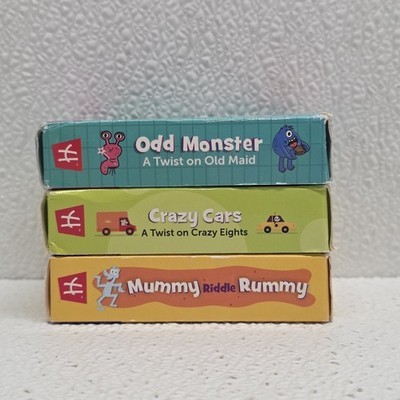 Odd Monster
A Twist on Old Maid
Crazy Cars
A Twist on Crazy Eights
Mummy Riddle Rummy